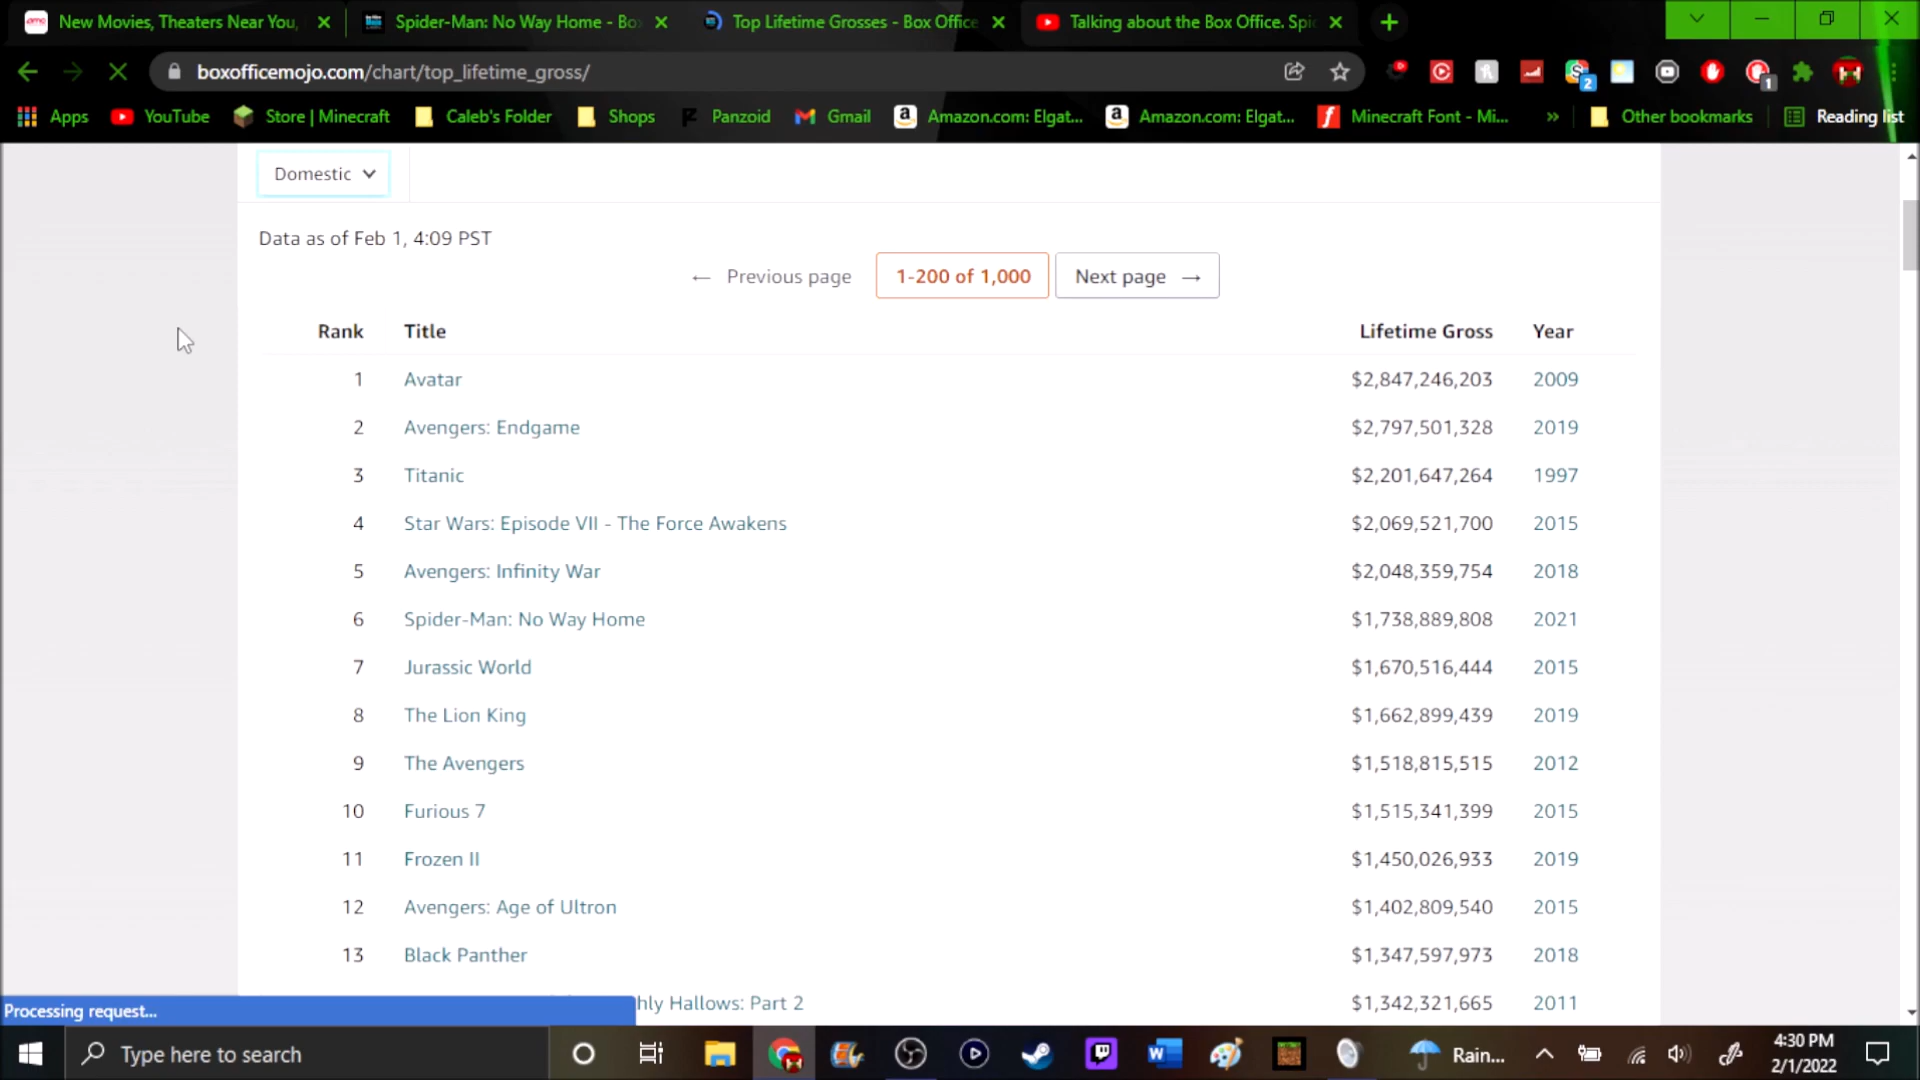 New Movies, Theaters Near You,
Spider-Man: No Way Home - Bo
Top Lifetime Grosses - Box Office
Talking about the Box Office. Spi
boxofficemojo.com/chart/top_lifetime_gross/
2
1
Apps
YouTube
Store | Minecraft
Caleb's Folder
Shops
Panzoid
Gmail
Amazon.com: Elgat...
Amazon.com: Elgat...
Minecraft Font - Mi...
»
Other bookmarks
Reading list
Domestic
Data as of Feb 1, 4:09 PST
← Previous page
1-200 of 1,000
Next page →
Rank Title Lifetime Gross Year
1 Avatar $2,847,246,203 2009
2 Avengers: Endgame $2,797,501,328 2019
3 Titanic $2,201,647,264 1997
4 Star Wars: Episode VII - The Force Awakens $2,069,521,700 2015
5 Avengers: Infinity War $2,048,359,754 2018
6 Spider-Man: No Way Home $1,738,889,808 2021
7 Jurassic World $1,670,516,444 2015
8 The Lion King $1,662,899,439 2019
9 The Avengers $1,518,815,515 2012
10 Furious 7 $1,515,341,399 2015
11 Frozen II $1,450,026,933 2019
12 Avengers: Age of Ultron $1,402,809,540 2015
13 Black Panther $1,347,597,973 2018
hly Hallows: Part 2 $1,342,321,665 2011
Processing request...
Type here to search
Rain...
4:30 PM
2/1/2022